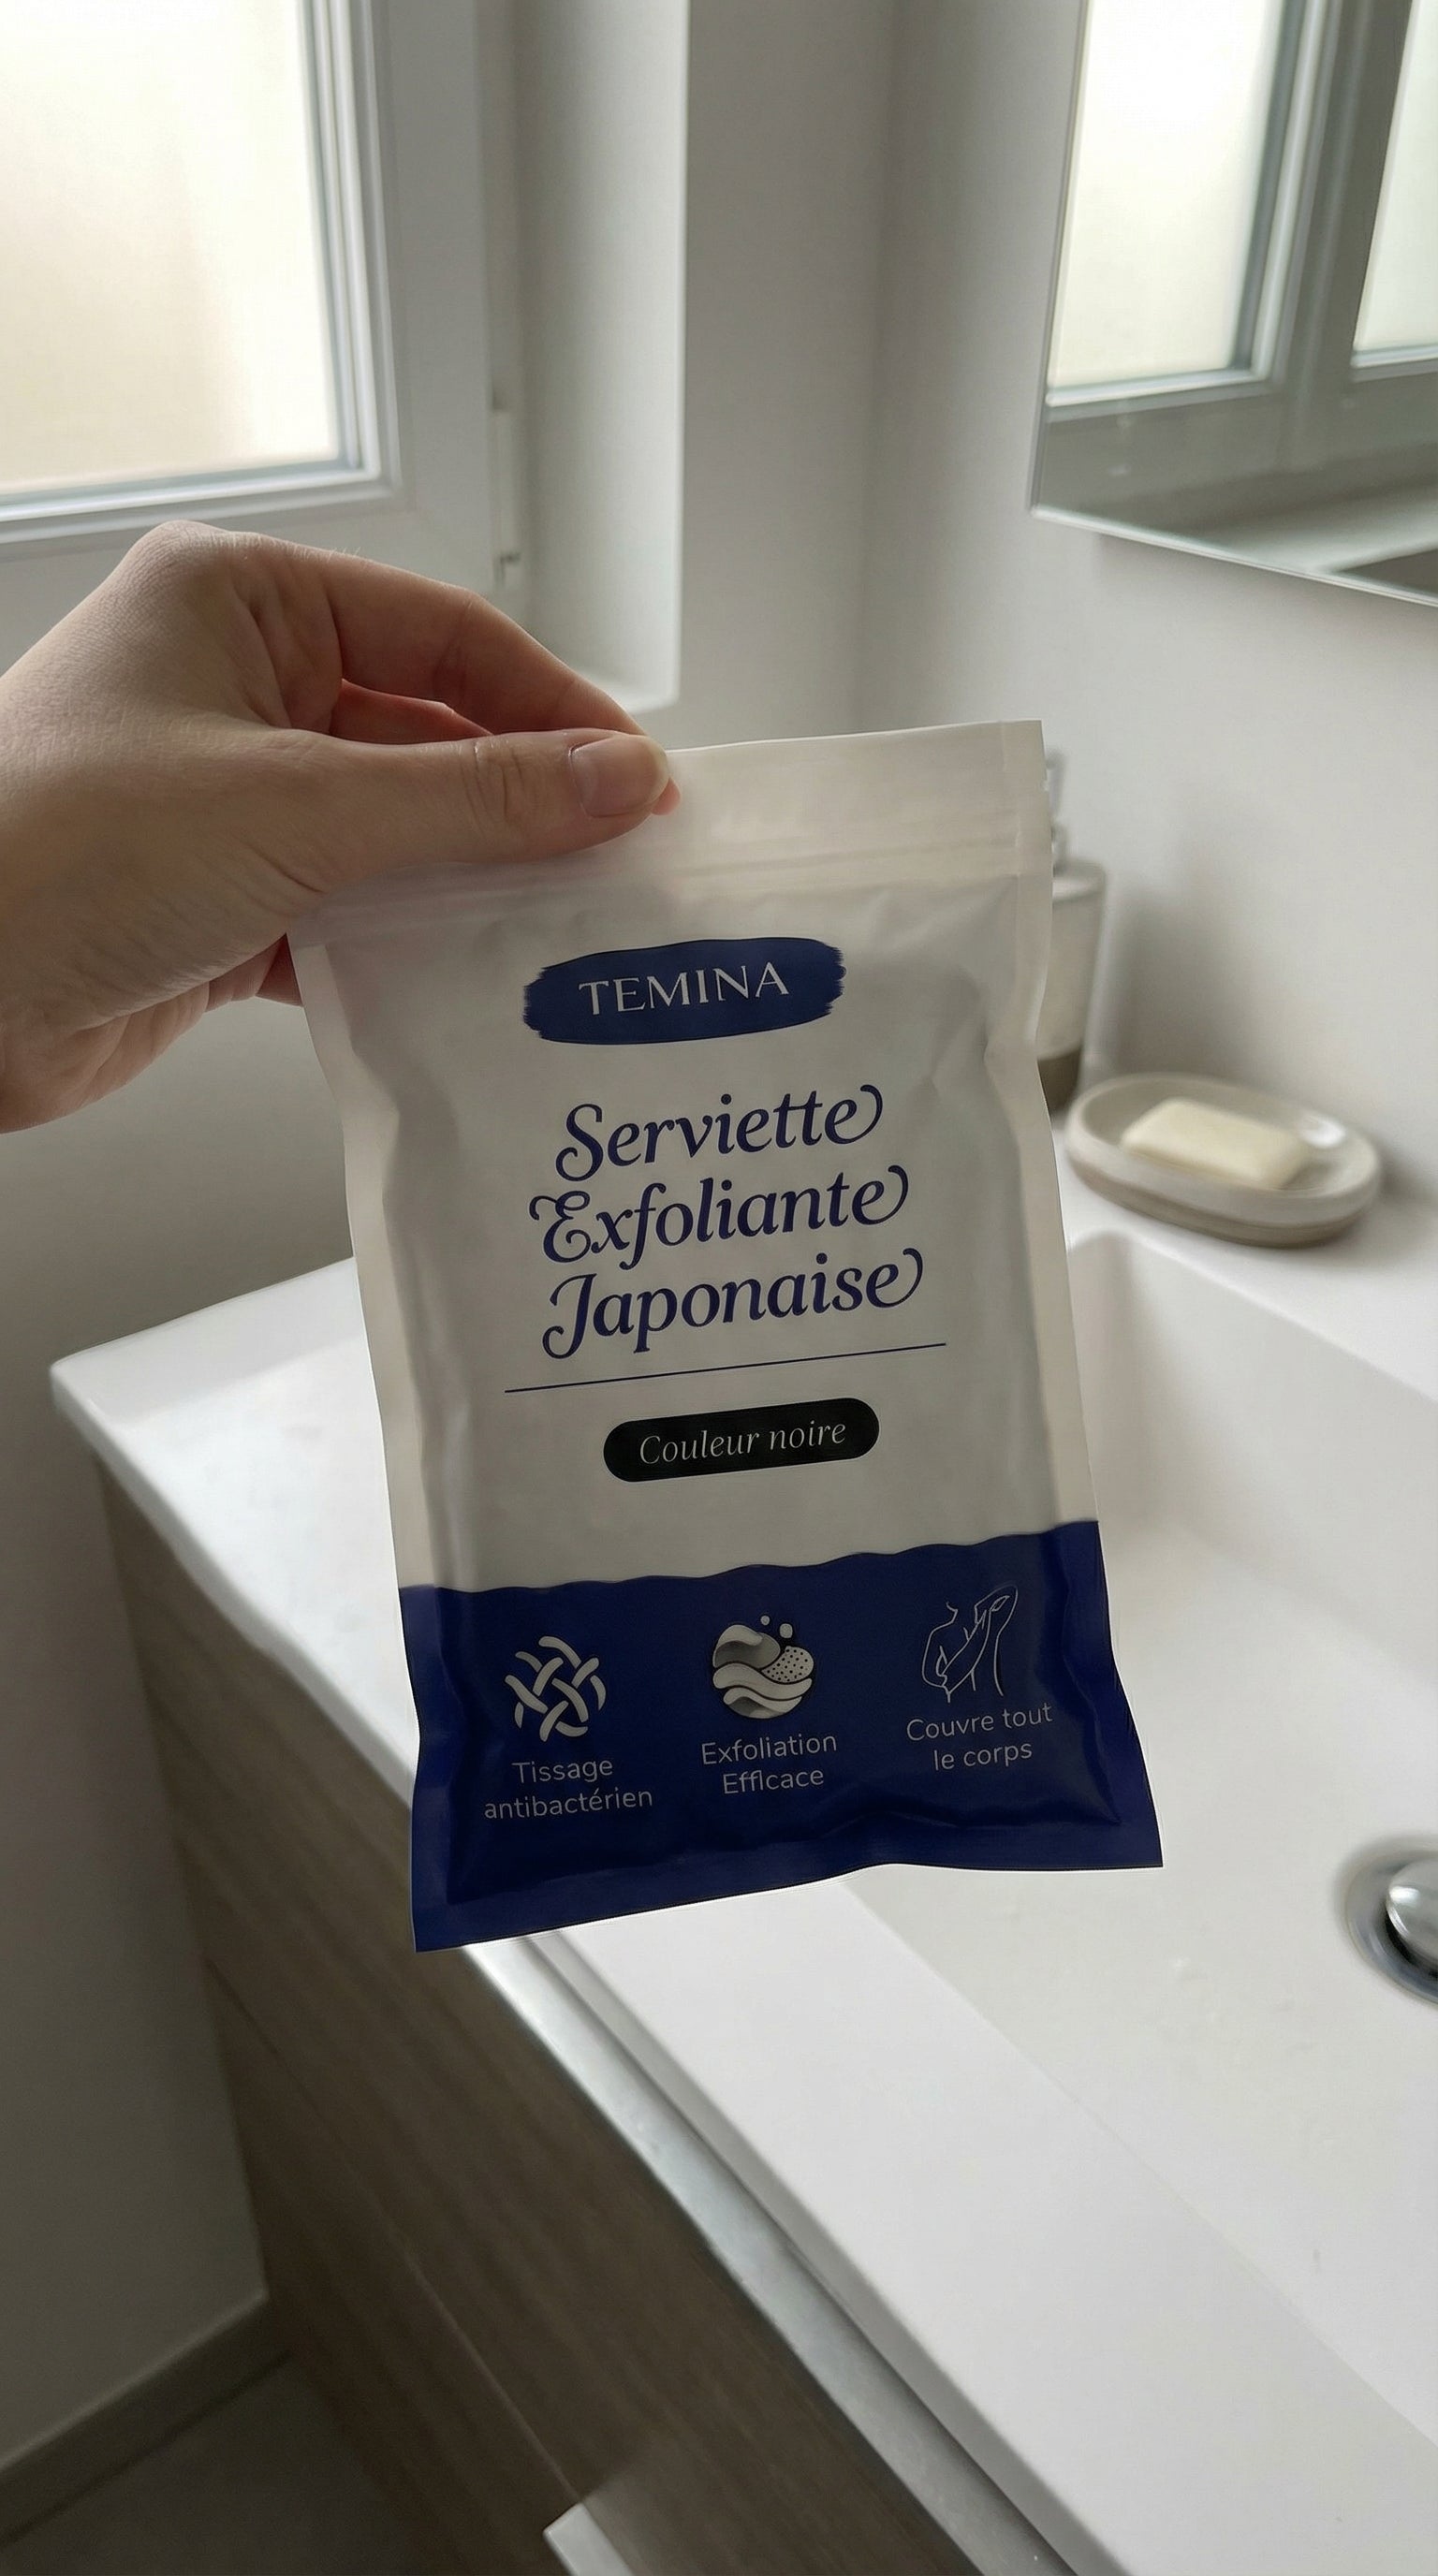 TEMINA
Serviette
Exfoliante
Japonaise
Couleur noire
Tissage
antibactérien
Exfoliation
Efficace
Couvre tout
le corps